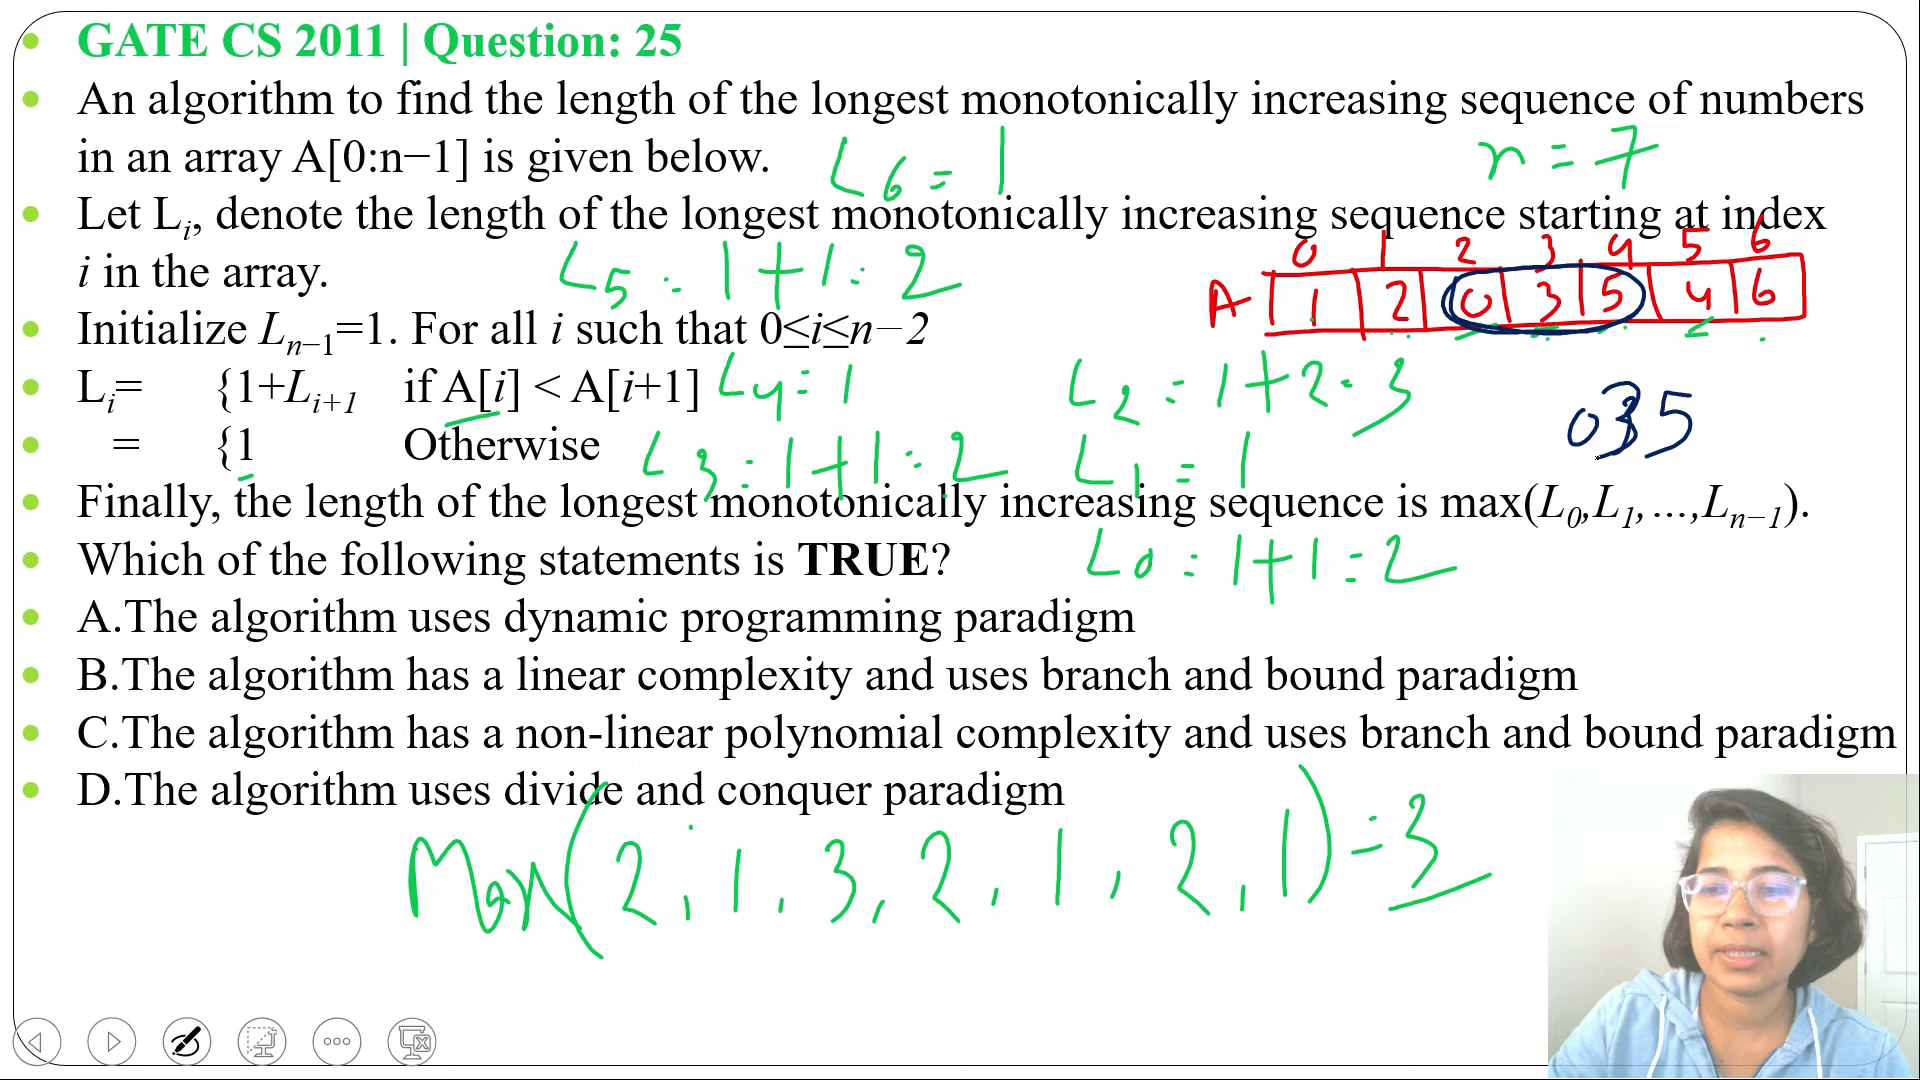 GATE CS 2011 | Question: 25
An algorithm to find the length of the longest monotonically increasing sequence of numbers
in an array A[0:n−1] is given below.
L6 = 1
n = 7
Let Li, denote the length of the longest monotonically increasing sequence starting at index
0 1 2 3 4 5 6
i in the array.
L5 = 1+1 = 2
A 1 2 0 3 5 4 6
Initialize Ln−1=1. For all i such that 0≤i≤n−2
Li= {1+Li+1 if A[i] < A[i+1]
L4 = 1
L2 = 1+2 = 3
035
= {1 Otherwise
L3 = 1+1 = 2
L1 = 1
Finally, the length of the longest monotonically increasing sequence is max(L0,L1,...,Ln−1).
Which of the following statements is TRUE?
L0 = 1+1 = 2
A.The algorithm uses dynamic programming paradigm
B.The algorithm has a linear complexity and uses branch and bound paradigm
C.The algorithm has a non-linear polynomial complexity and uses branch and bound paradigm
D.The algorithm uses divide and conquer paradigm
Max(2, 1, 3, 2, 1, 2, 1) = 3